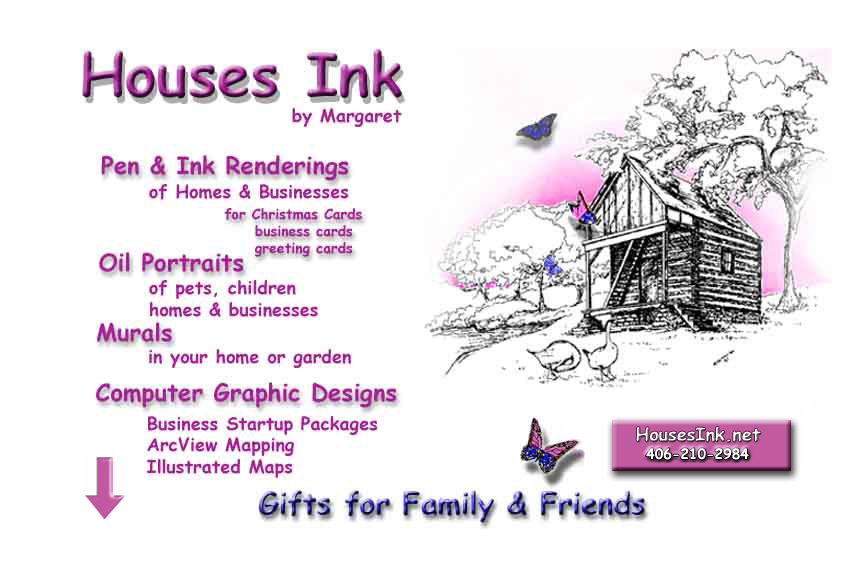 Houses Ink
by Margaret
Pen & Ink Renderings
of Homes & Businesses
for Christmas Cards
business cards
greeting cards
Oil Portraits
of pets, children
homes & businesses
Murals
in your home or garden
Computer Graphic Designs
Business Startup Packages
ArcView Mapping
Illustrated Maps
HousesInk.net
406-210-2984
Gifts for Family & Friends